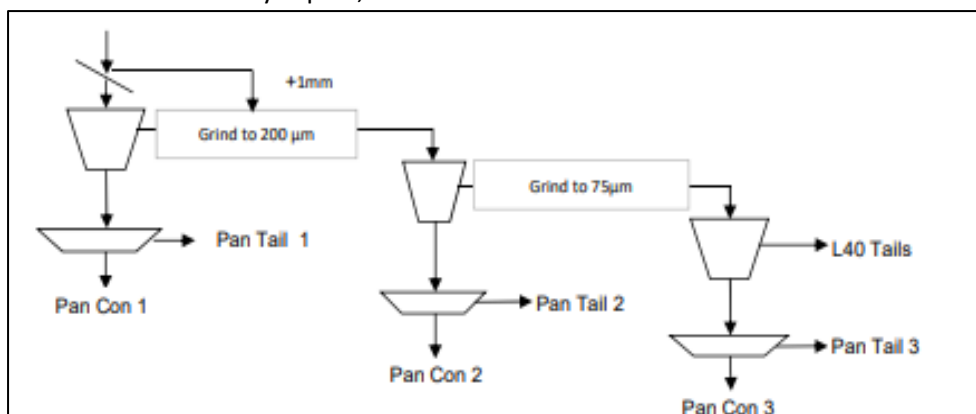 +1mm
Grind to 200 µm
Grind to 75µm
Pan Tail 1
L40 Tails
Pan Con 1
Pan Tail 2
Pan Tail 3
Pan Con 2
Pan Con 3